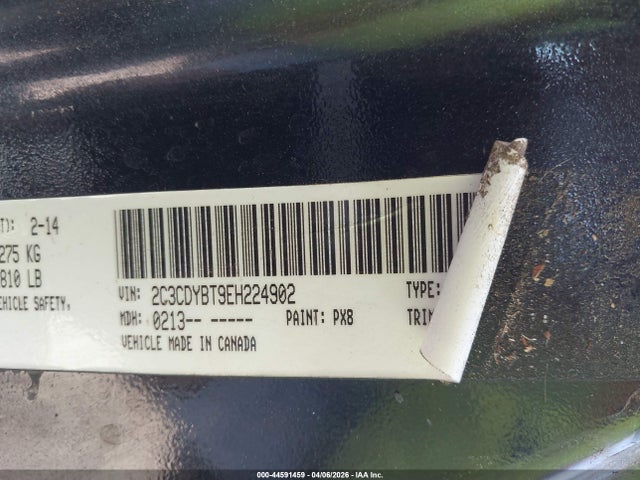 T): 2-14
275 KG
810 LB
EHICLE SAFETY.
VIN: 2C3CDYBT9EH224902 TYPE:
MDH: 0213-- ----- PAINT: PX8 TRIM
VEHICLE MADE IN CANADA
000-44591459 | 04/06/2026 | IAA Inc.